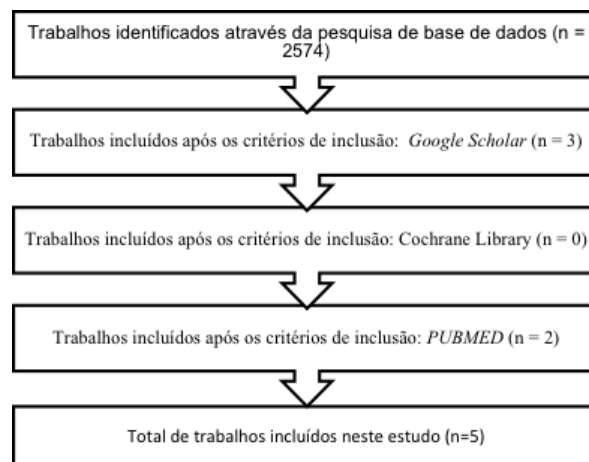 Trabalhos identificados através da pesquisa de base de dados (n =
2574)
Trabalhos incluídos após os critérios de inclusão: Google Scholar (n = 3)
Trabalhos incluídos após os critérios de inclusão: Cochrane Library (n = 0)
Trabalhos incluídos após os critérios de inclusão: PUBMED (n = 2)
Total de trabalhos incluídos neste estudo (n=5)